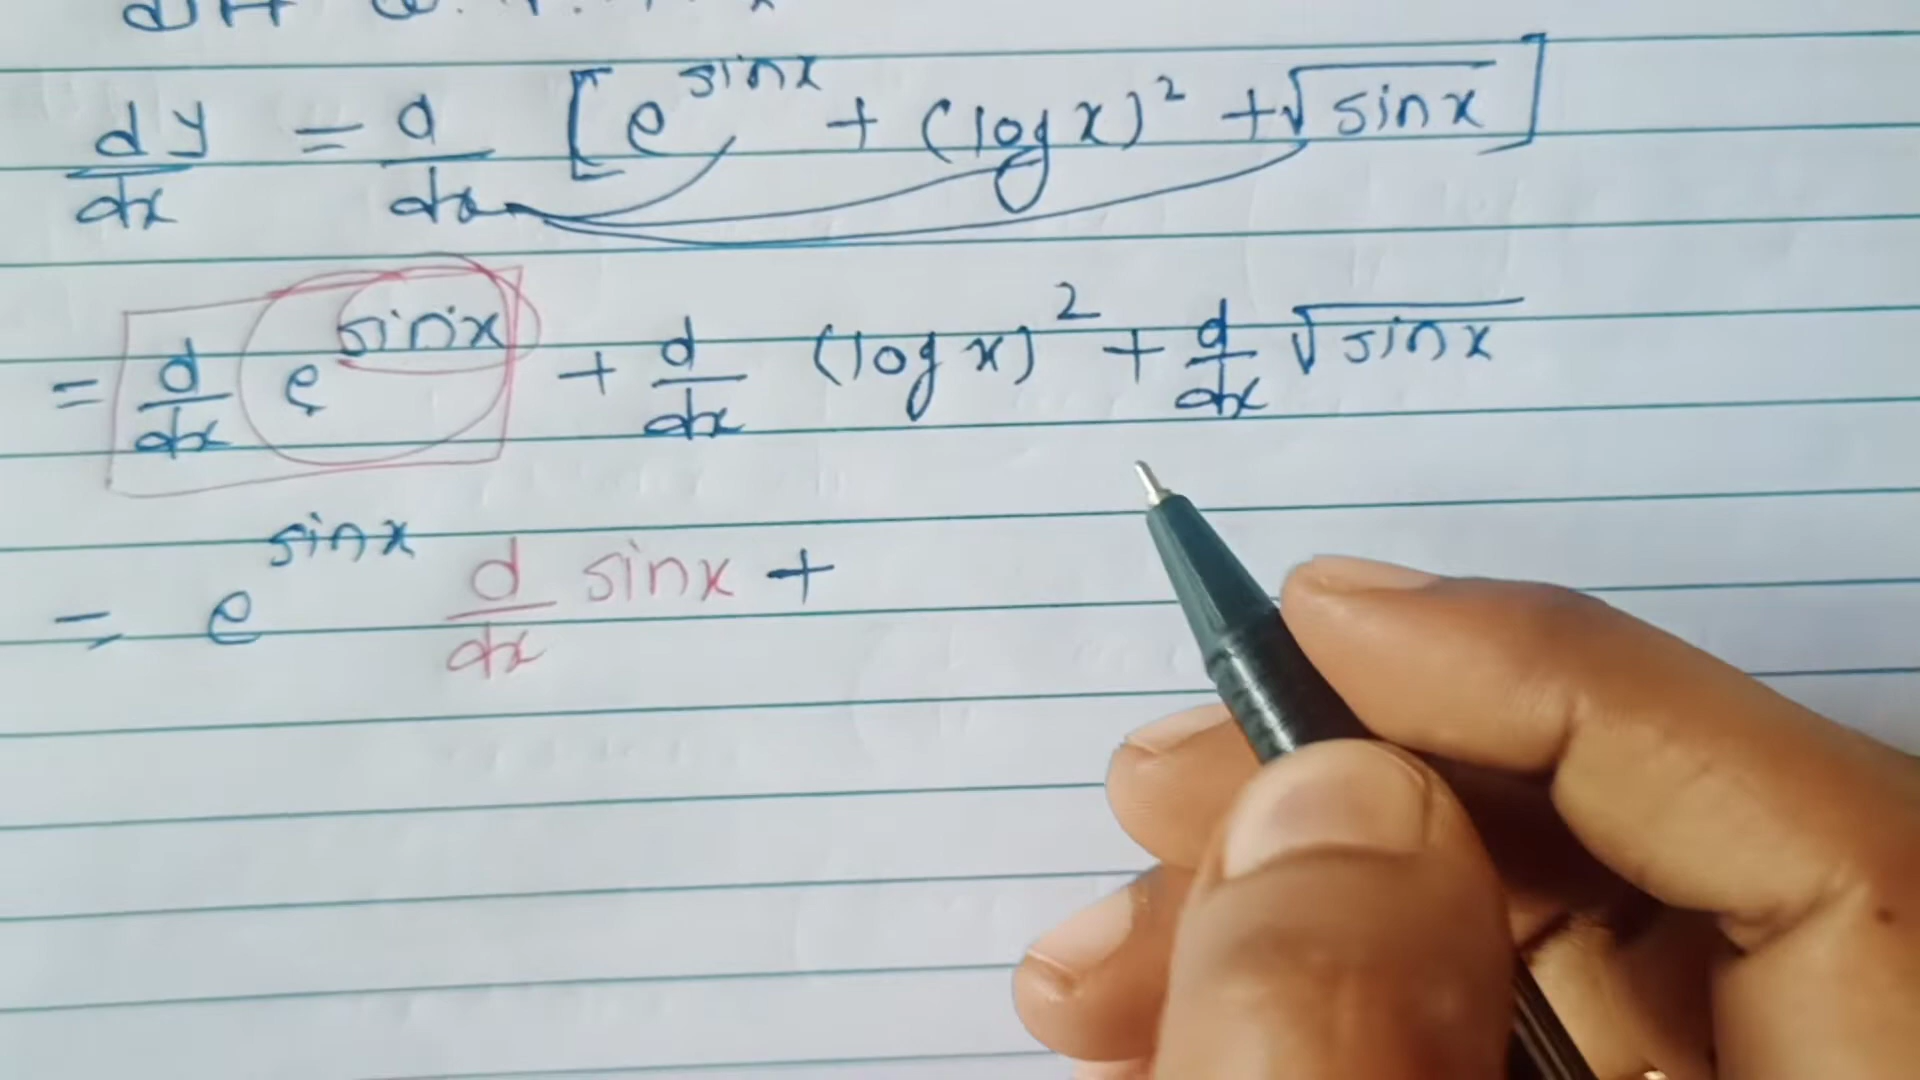 dy/dx = d/dx [e^sinx + (log x)² + √sinx]
= d/dx e^sinx + d/dx (log x)² + d/dx √sinx
= e^sinx d/dx sinx +